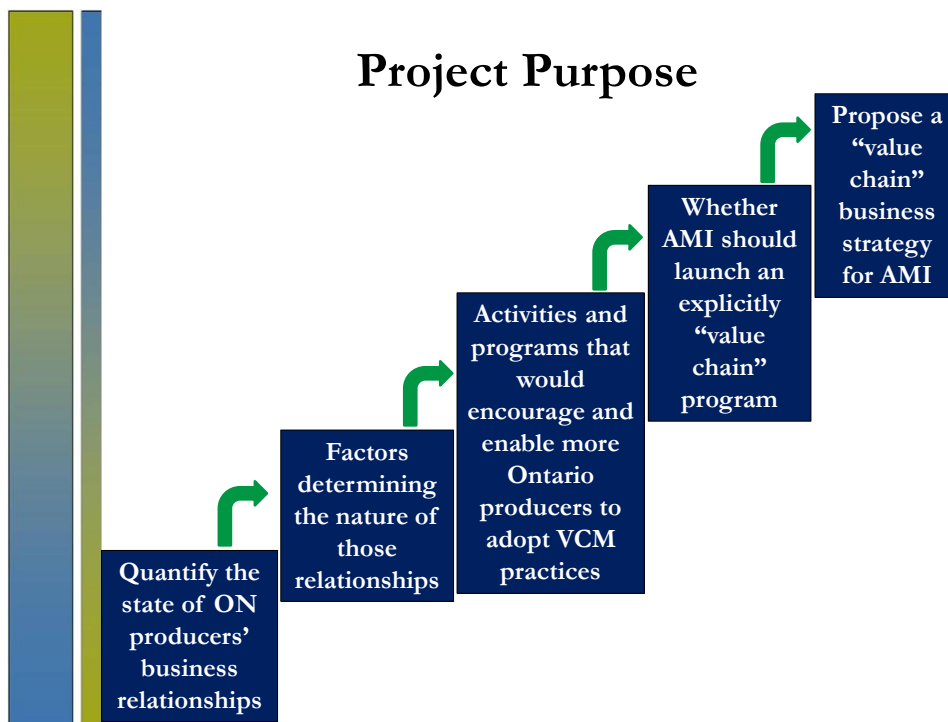 Project Purpose
Quantify the
state of ON
producers’
business
relationships
Factors
determining
the nature of
those
relationships
Activities and
programs that
would
encourage and
enable more
Ontario
producers to
adopt VCM
practices
Whether
AMI should
launch an
explicitly
“value
chain”
program
Propose a
“value
chain”
business
strategy
for AMI